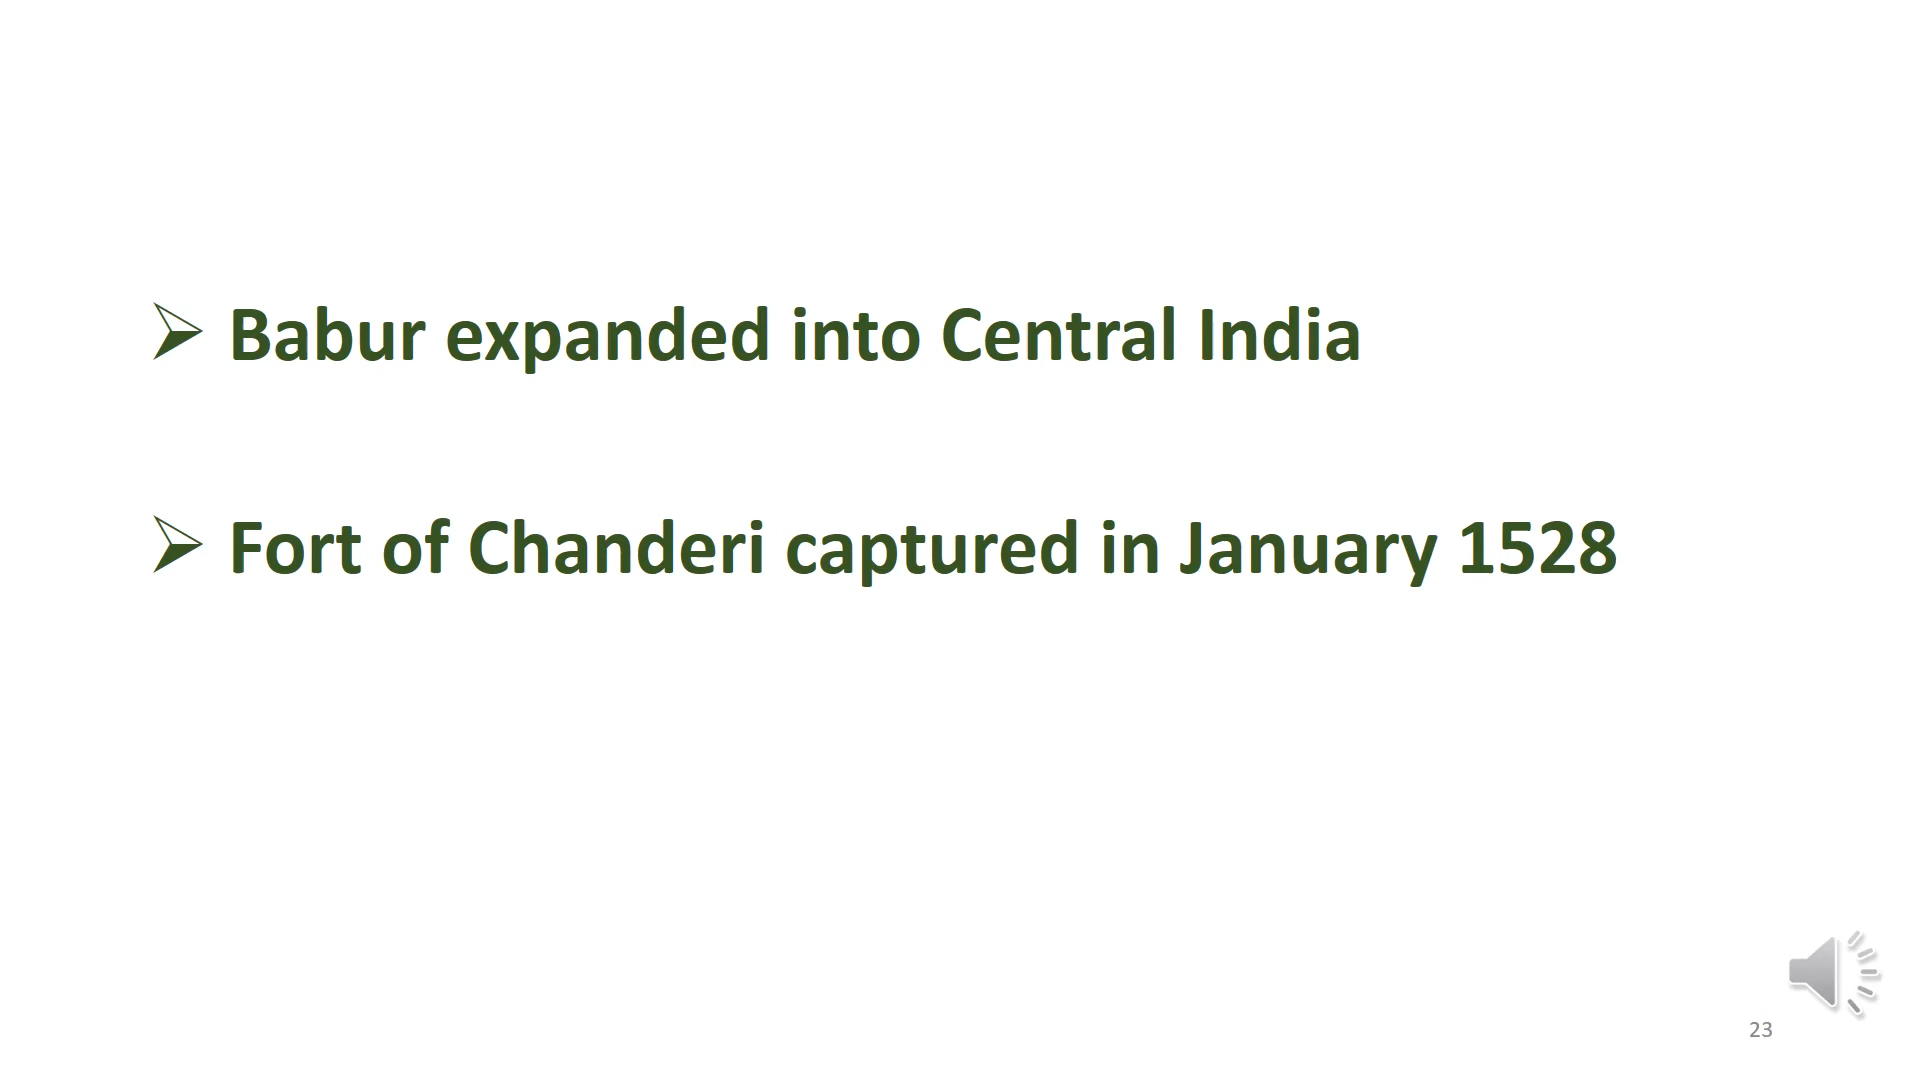 ➢ Babur expanded into Central India
➢ Fort of Chanderi captured in January 1528
23